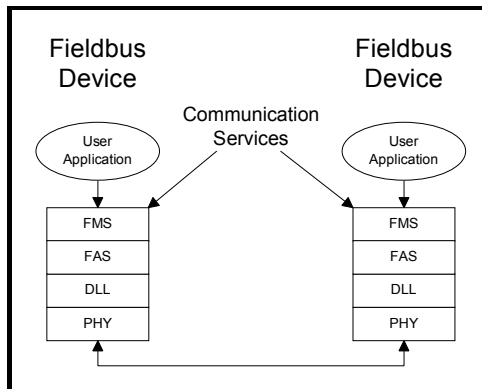 Fieldbus
Device
Fieldbus
Device
Communication
Services
User
Application
User
Application
FMS
FAS
DLL
PHY
FMS
FAS
DLL
PHY